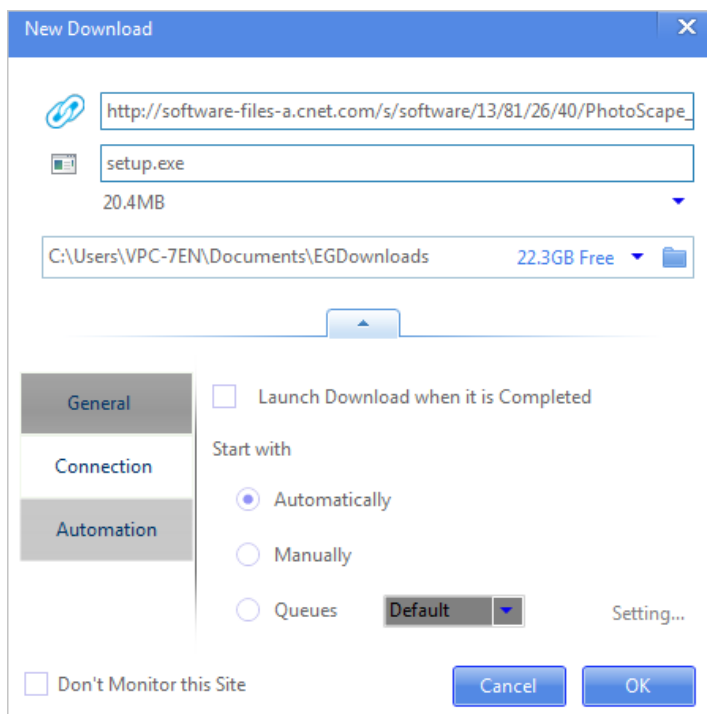 New Download
http://software-files-a.cnet.com/s/software/13/81/26/40/PhotoScape_
setup.exe
20.4MB
C:\Users\VPC-7EN\Documents\EGDownloads 22.3GB Free
General
Launch Download when it is Completed
Start with
Connection
Automatically
Automation
Manually
Queues Default Setting...
Don't Monitor this Site Cancel OK